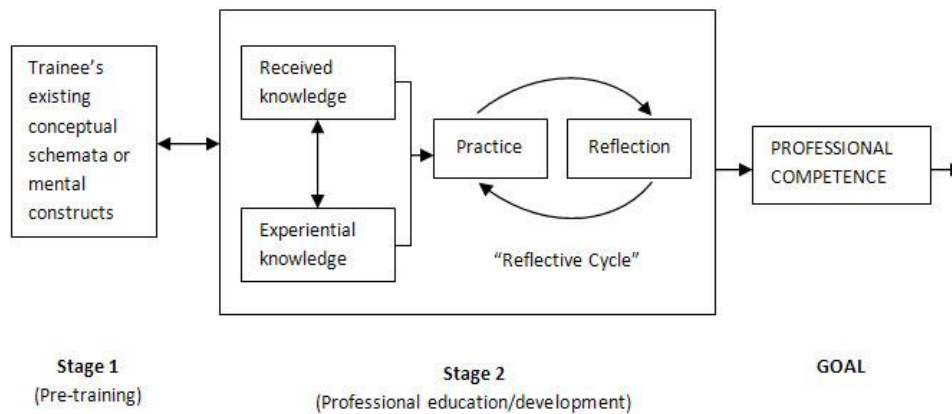 Trainee's
existing
conceptual
schemata or
mental
constructs
Received
knowledge
Experiential
knowledge
Practice
Reflection
"Reflective Cycle"
PROFESSIONAL
COMPETENCE
Stage 1
(Pre-training)
Stage 2
(Professional education/development)
GOAL